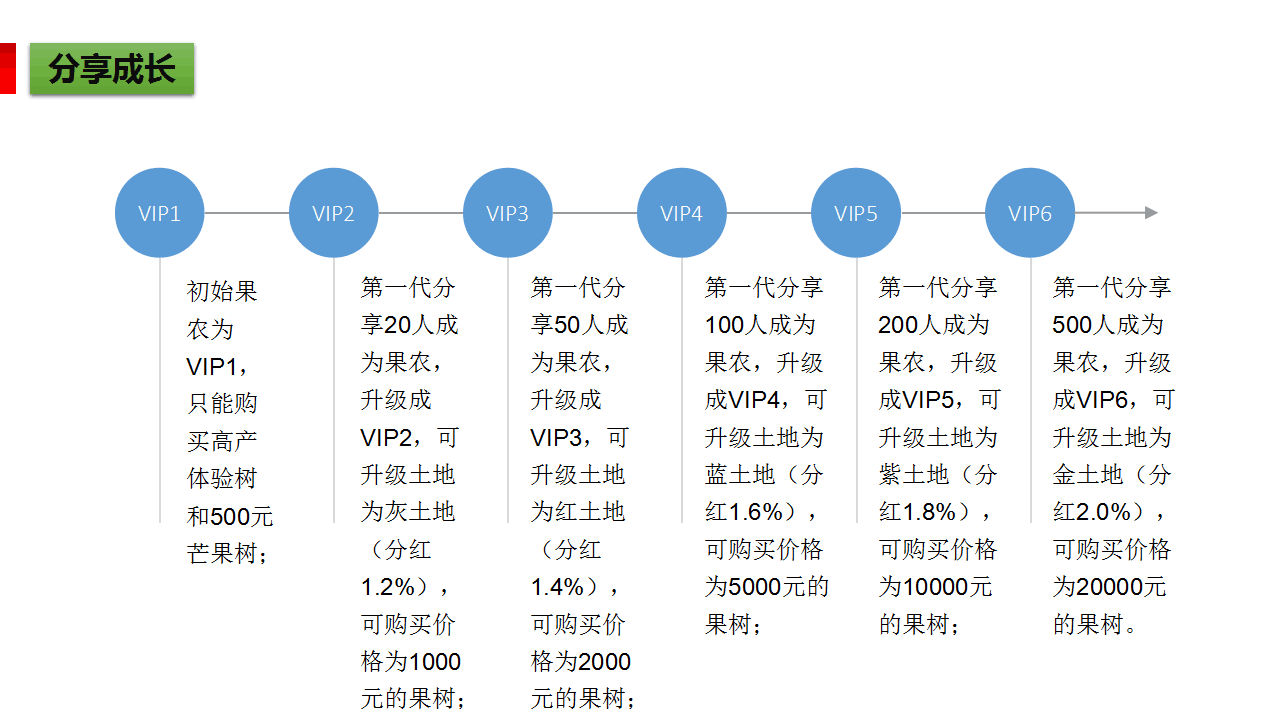 分享成长
VIP1
VIP2
VIP3
VIP4
VIP5
VIP6
初始果
农为
VIP1，
只能购
买高产
体验树
和500元
芒果树；
第一代分
享20人成
为果农，
升级成
VIP2，可
升级土地
为灰土地
（分红
1.2%），
可购买价
格为1000
元的果树；
第一代分
享50人成
为果农，
升级成
VIP3，可
升级土地
为红土地
（分红
1.4%），
可购买价
格为2000
元的果树；
第一代分享
100人成为
果农，升级
成VIP4，可
升级土地为
蓝土地（分
红1.6%），
可购买价格
为5000元的
果树；
第一代分享
200人成为
果农，升级
成VIP5，可
升级土地为
紫土地（分
红1.8%），
可购买价格
为10000元
的果树；
第一代分享
500人成为
果农，升级
成VIP6，可
升级土地为
金土地（分
红2.0%），
可购买价格
为20000元
的果树。